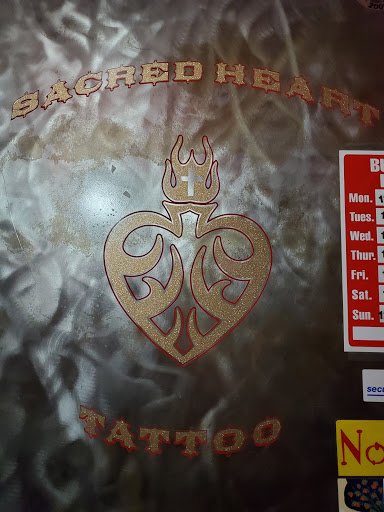 SACRED HEART
TATTOO
Mon.
Tues.
Wed.
Thur.
Fri.
Sat.
Sun.